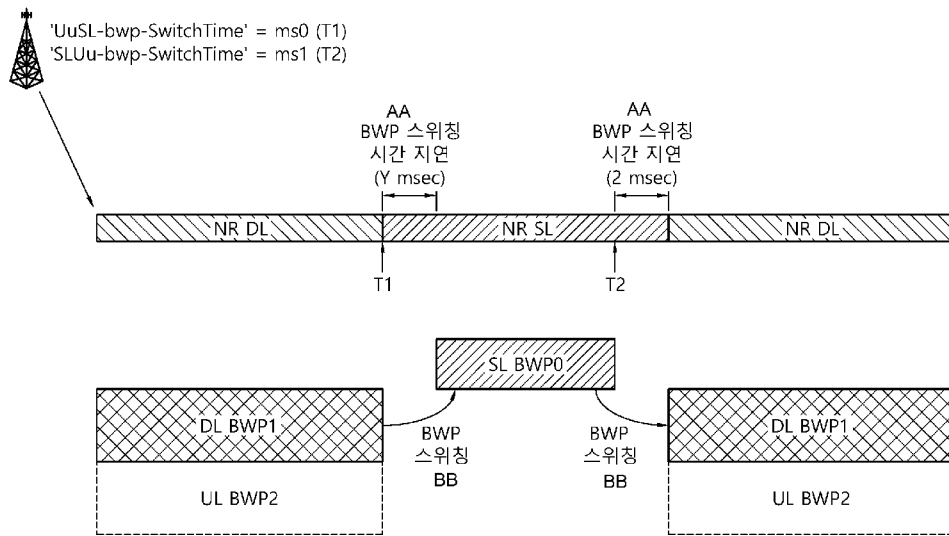 'UuSL-bwp-SwitchTime' = ms0 (T1)
'SLUu-bwp-SwitchTime' = ms1 (T2)
AA
BWP 스위칭
시간 지연
(Y msec)
AA
BWP 스위칭
시간 지연
(2 msec)
NR DL
NR SL
NR DL
T1
T2
SL BWP0
DL BWP1
UL BWP2
BWP
스위칭
BB
BWP
스위칭
BB
DL BWP1
UL BWP2